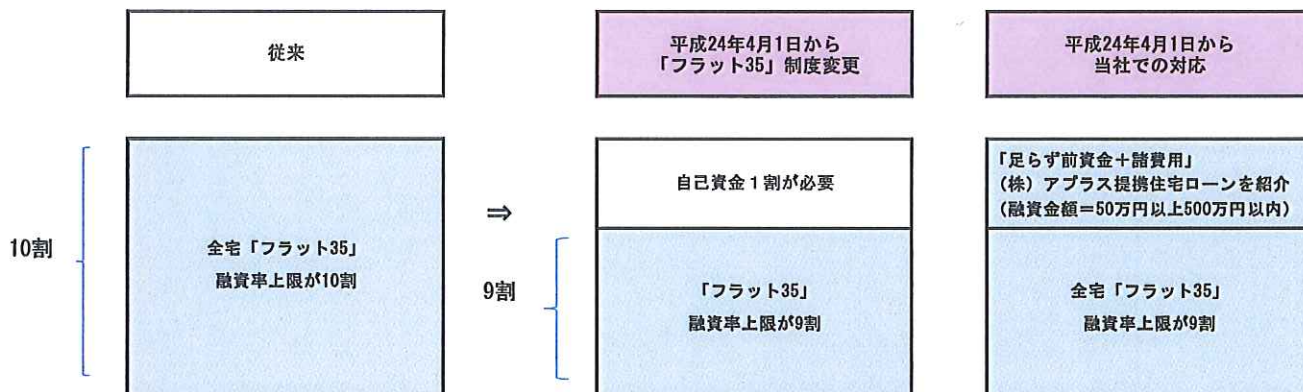 従来
平成24年4月1日から
「フラット35」制度変更
平成24年4月1日から
当社での対応
10割
全宅「フラット35」
融資率上限が10割
⇒
自己資金1割が必要
9割
「フラット35」
融資率上限が9割
「足らず前資金+諸費用」
(株)アプラス提携住宅ローンを紹介
(融資金額=50万円以上500万円以内)
全宅「フラット35」
融資率上限が9割